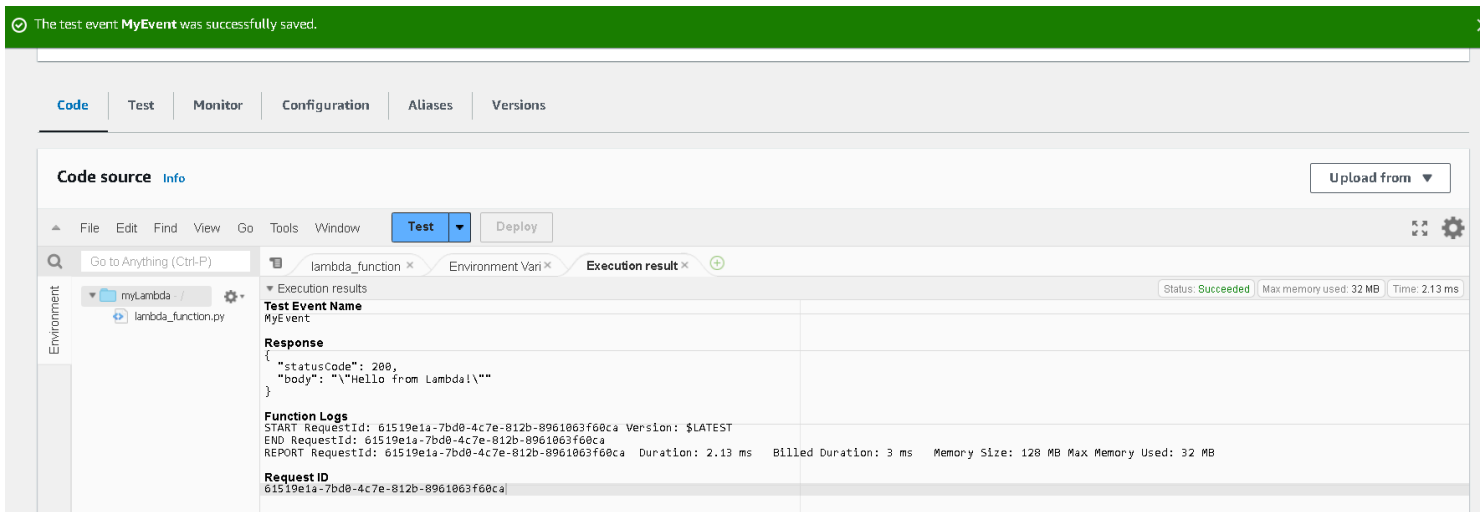 The test event MyEvent was successfully saved.
Code Test Monitor Configuration Aliases Versions
Code source Info
Upload from
File Edit Find View Go Tools Window Test Deploy
Go to Anything (Ctrl-P)
lambda_function × Environment Vari × Execution result ×
Environment
myLambda - /
lambda_function.py
Execution results
Status: Succeeded Max memory used: 32 MB Time: 2.13 ms
Test Event Name
MyEvent
Response
{
"statusCode": 200,
"body": "\"Hello from Lambda!\""
}
Function Logs
START RequestId: 61519e1a-7bd0-4c7e-812b-8961063f60ca Version: $LATEST
END RequestId: 61519e1a-7bd0-4c7e-812b-8961063f60ca
REPORT RequestId: 61519e1a-7bd0-4c7e-812b-8961063f60ca Duration: 2.13 ms Billed Duration: 3 ms Memory Size: 128 MB Max Memory Used: 32 MB
Request ID
61519e1a-7bd0-4c7e-812b-8961063f60ca